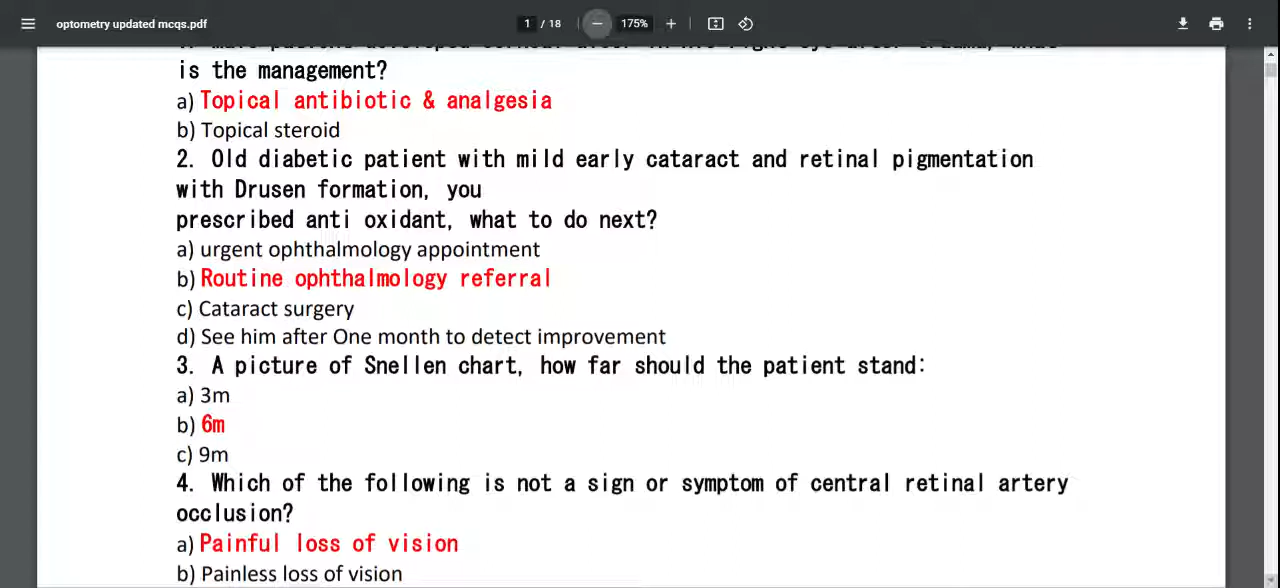 optometry updated mcqs.pdf
1 / 18
175%
is the management?
a) Topical antibiotic & analgesia
b) Topical steroid
2. Old diabetic patient with mild early cataract and retinal pigmentation
with Drusen formation, you
prescribed anti oxidant, what to do next?
a) urgent ophthalmology appointment
b) Routine ophthalmology referral
c) Cataract surgery
d) See him after One month to detect improvement
3. A picture of Snellen chart, how far should the patient stand:
a) 3m
b) 6m
c) 9m
4. Which of the following is not a sign or symptom of central retinal artery
occlusion?
a) Painful loss of vision
b) Painless loss of vision